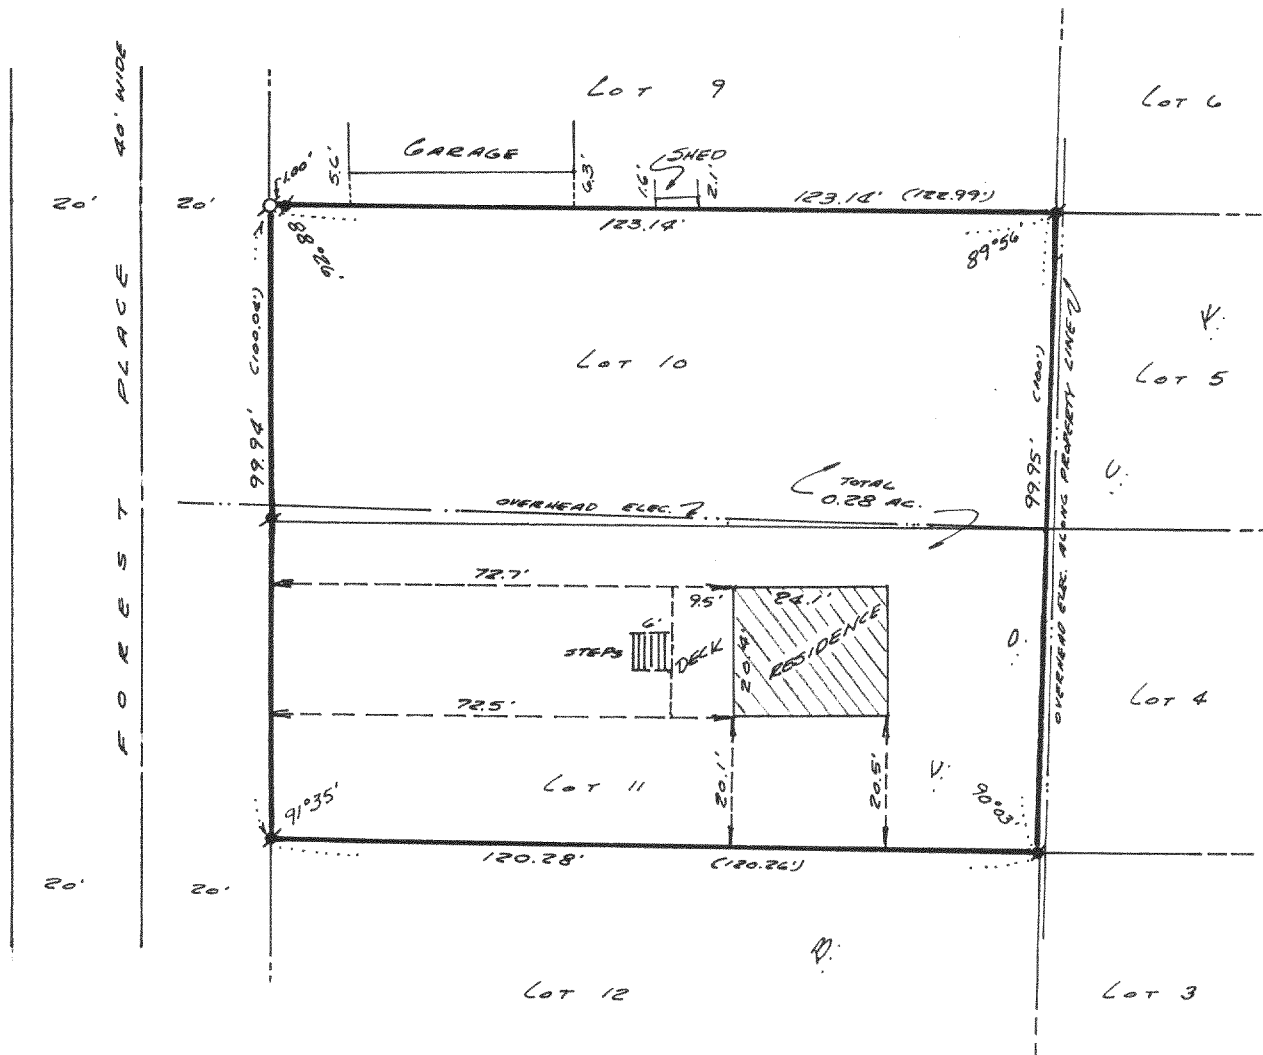 LOT 9
LOT 6
40' WIDE
GARAGE
SHED
1.00'
5.6'
6.3'
1.6'
2.1'
20'
20'
123.14' (122.99')
123.14'
88°26'
89°56'
FOREST PLACE
(100.04')
99.94'
LOT 10
(100')
99.95'
OVERHEAD ELEC. ALONG PROPERTY LINE
LOT 5
TOTAL
0.28 AC.
OVERHEAD ELEC.
72.7'
9.5'
24.1'
6'
STEPS
DECK
20.4'
RESIDENCE
72.5'
LOT 4
20.1'
20.5'
LOT 11
91°35'
90°03'
120.28' (120.26')
20'
20'
LOT 12
LOT 3